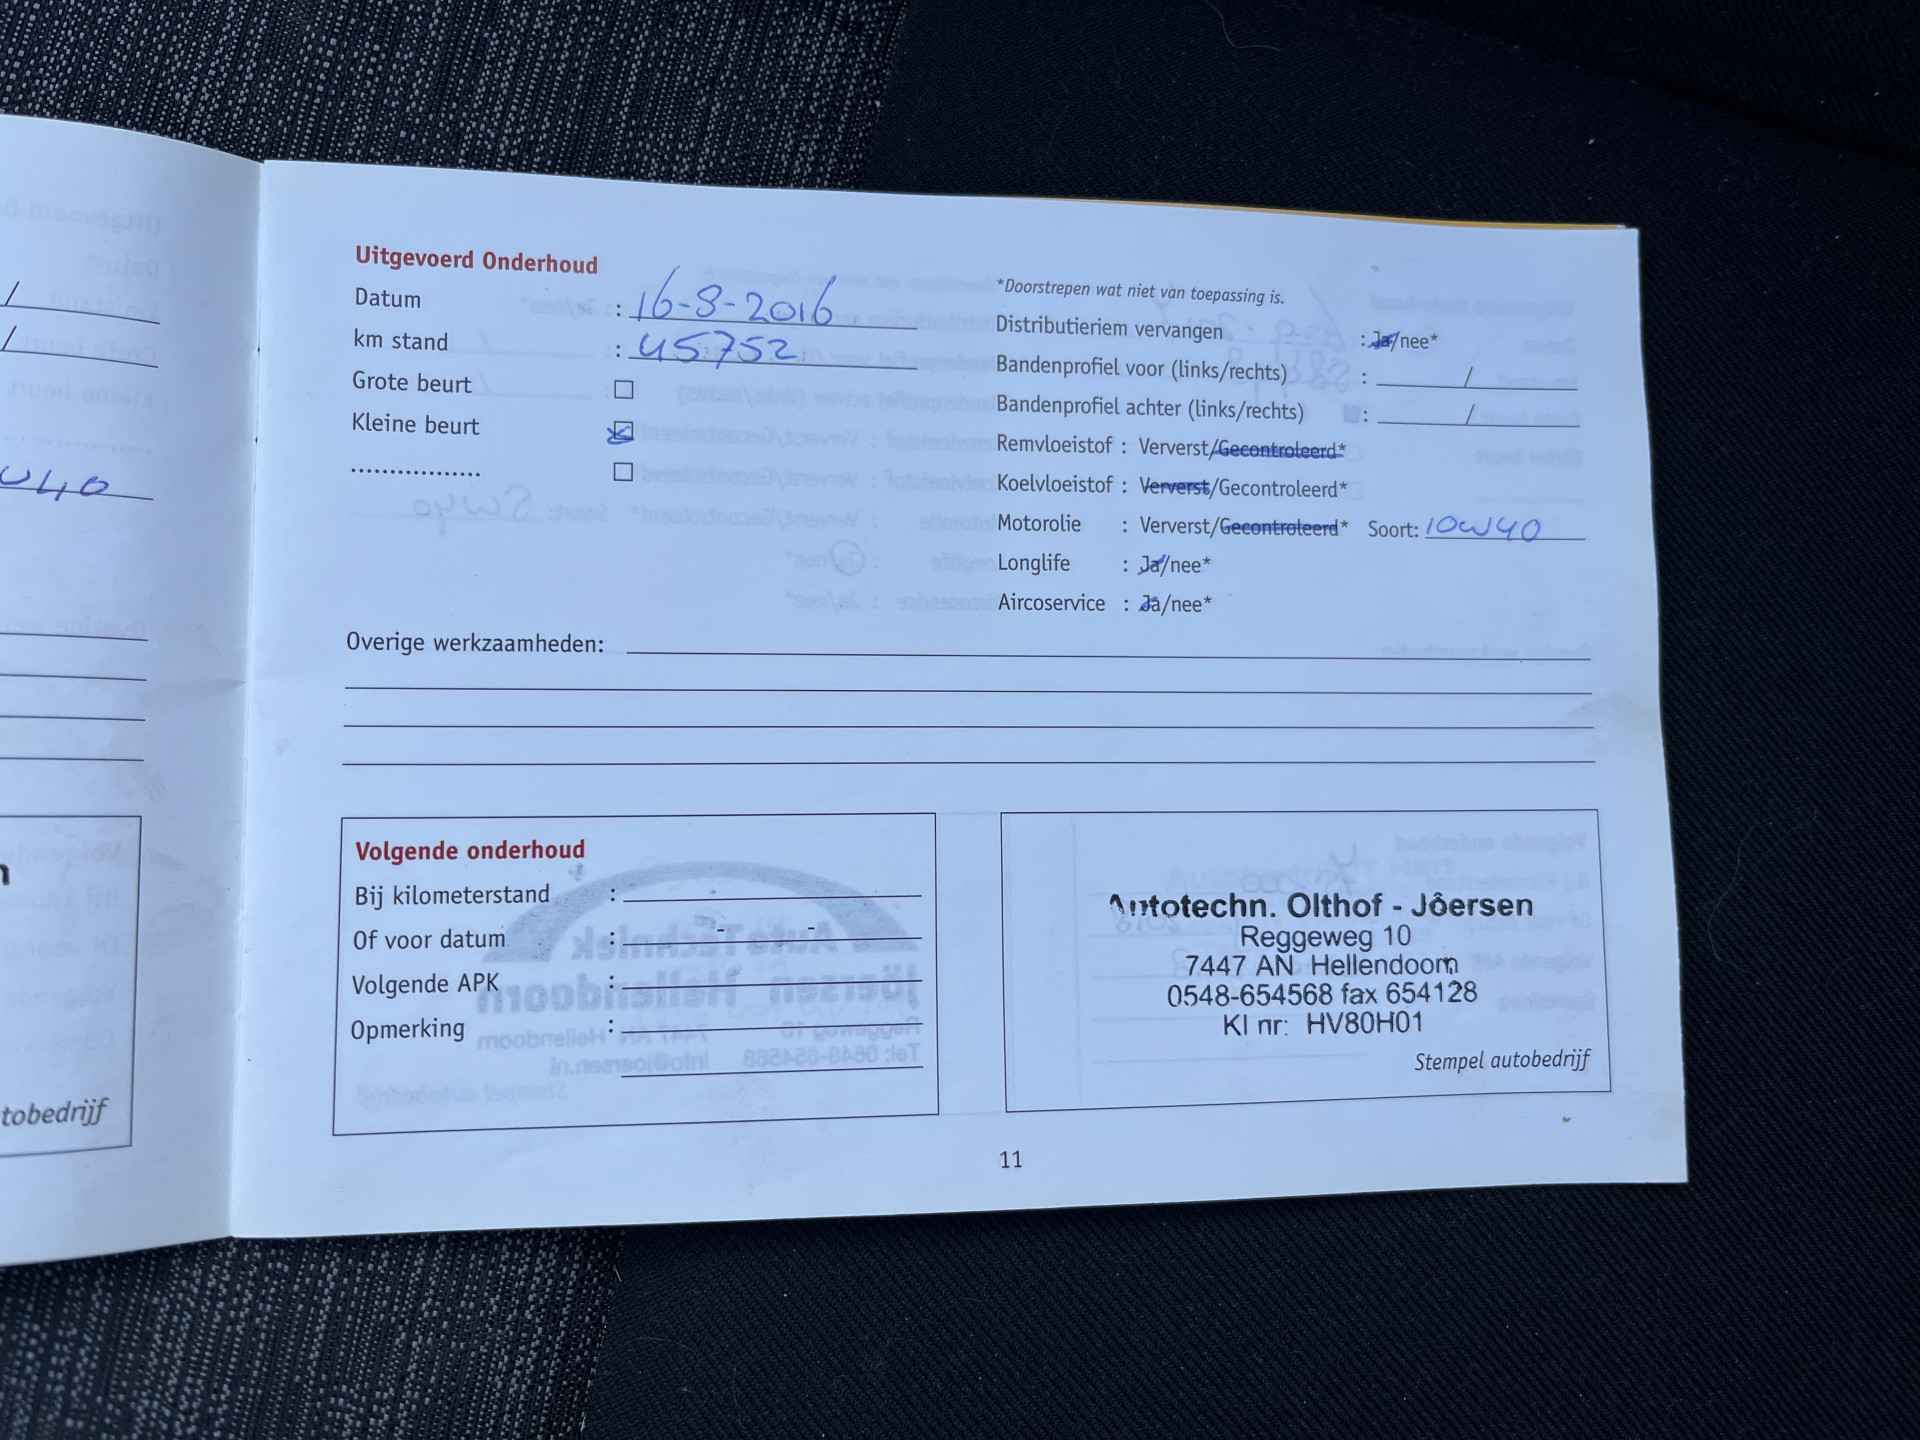 Uitgevoerd Onderhoud
Datum : 16-8-2016
km stand : 45752
Grote beurt
Kleine beurt
.................
*Doorstrepen wat niet van toepassing is.
Distributieriem vervangen : Ja/nee*
Bandenprofiel voor (links/rechts) : /
Bandenprofiel achter (links/rechts) : /
Remvloeistof : Ververst/Gecontroleerd*
Koelvloeistof : Ververst/Gecontroleerd*
Motorolie : Ververst/Gecontroleerd* Soort: 10W40
Longlife : Ja/nee*
Aircoservice : Ja/nee*
Overige werkzaamheden:
Volgende onderhoud
Bij kilometerstand :
Of voor datum : - -
Volgende APK :
Opmerking :
Autotechn. Olthof - Jôersen
Reggeweg 10
7447 AN Hellendoorn
0548-654568 fax 654128
KI nr: HV80H01
Stempel autobedrijf
11
tobedrijf